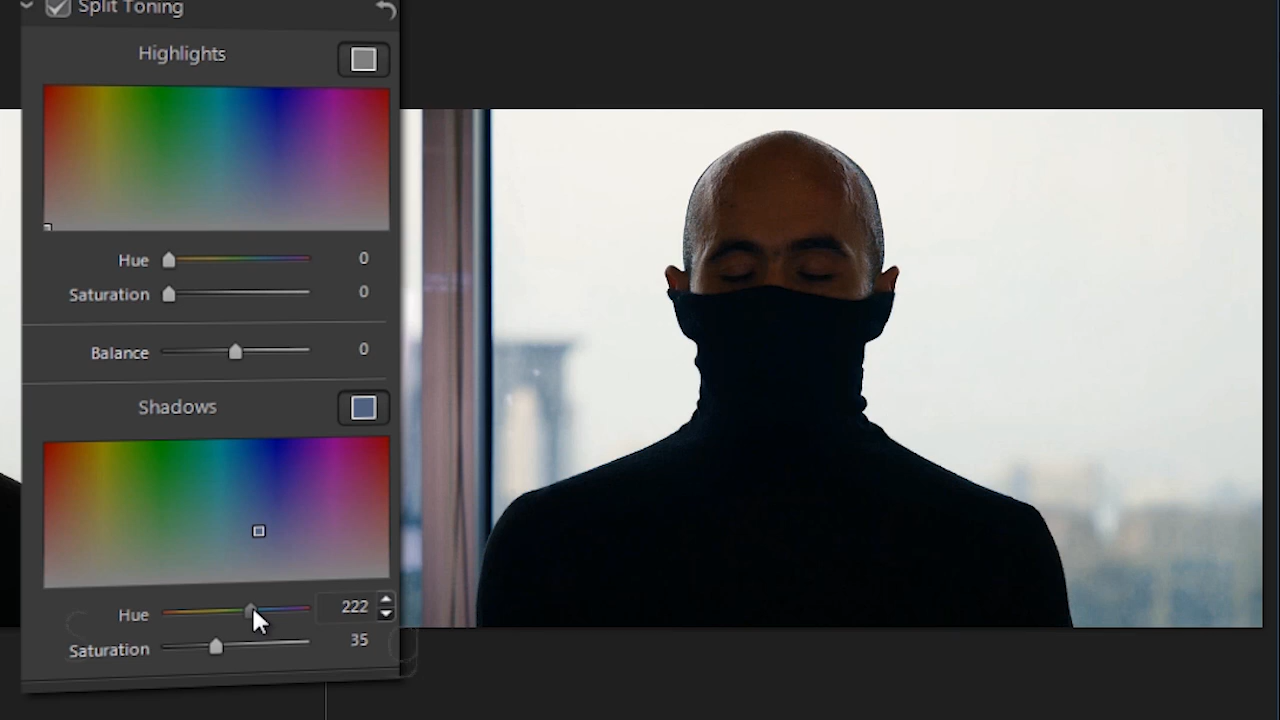 Split Toning
Highlights
Hue 0
Saturation 0
Balance 0
Shadows
Hue 222
Saturation 35